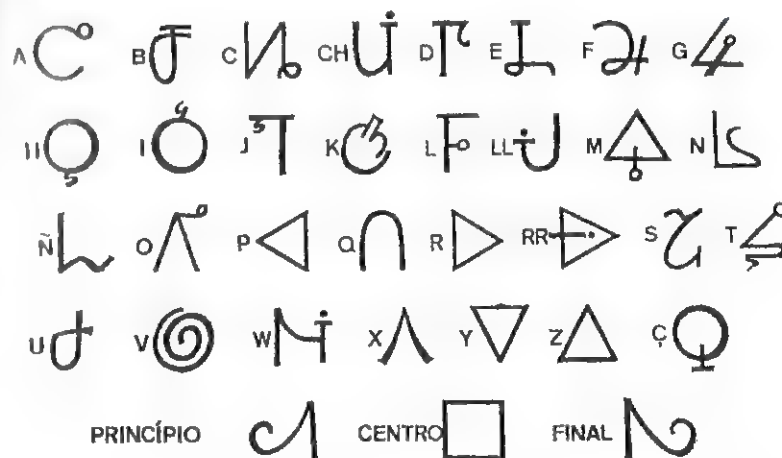 A B C CH D E F G
H I J K L LL M N
Ñ O P Q R RR S T
U V W X Y Z Ç
PRINCÍPIO CENTRO FINAL